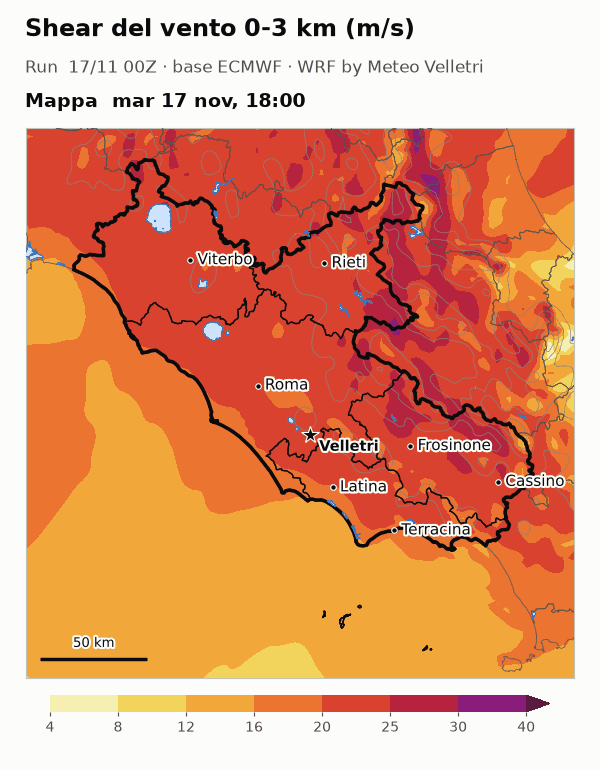 Shear del vento 0-3 km (m/s)
Run  17/11 00Z · base ECMWF · WRF by Meteo Velletri
Mappa  mar 17 nov, 18:00
Viterbo
Rieti
Roma
Velletri
Frosinone
Cassino
Latina
Terracina
50 km
4 8 12 16 20 25 30 40